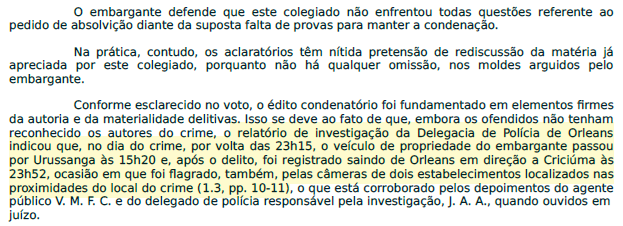 O embargante defende que este colegiado não enfrentou todas questões referente ao
pedido de absolvição diante da suposta falta de provas para manter a condenação.
Na prática, contudo, os aclaratórios têm nítida pretensão de rediscussão da matéria já
apreciada por este colegiado, porquanto não há qualquer omissão, nos moldes arguidos pelo
embargante.
Conforme esclarecido no voto, o édito condenatório foi fundamentado em elementos firmes
da autoria e da materialidade delitivas. Isso se deve ao fato de que, embora os ofendidos não tenham
reconhecido os autores do crime, o relatório de investigação da Delegacia de Polícia de Orleans
indicou que, no dia do crime, por volta das 23h15, o veículo de propriedade do embargante passou
por Urussanga às 15h20 e, após o delito, foi registrado saindo de Orleans em direção a Criciúma às
23h52, ocasião em que foi flagrado, também, pelas câmeras de dois estabelecimentos localizados nas
proximidades do local do crime (1.3, pp. 10-11), o que está corroborado pelos depoimentos do agente
público V. M. F. C. e do delegado de polícia responsável pela investigação, J. A. A., quando ouvidos em
juízo.